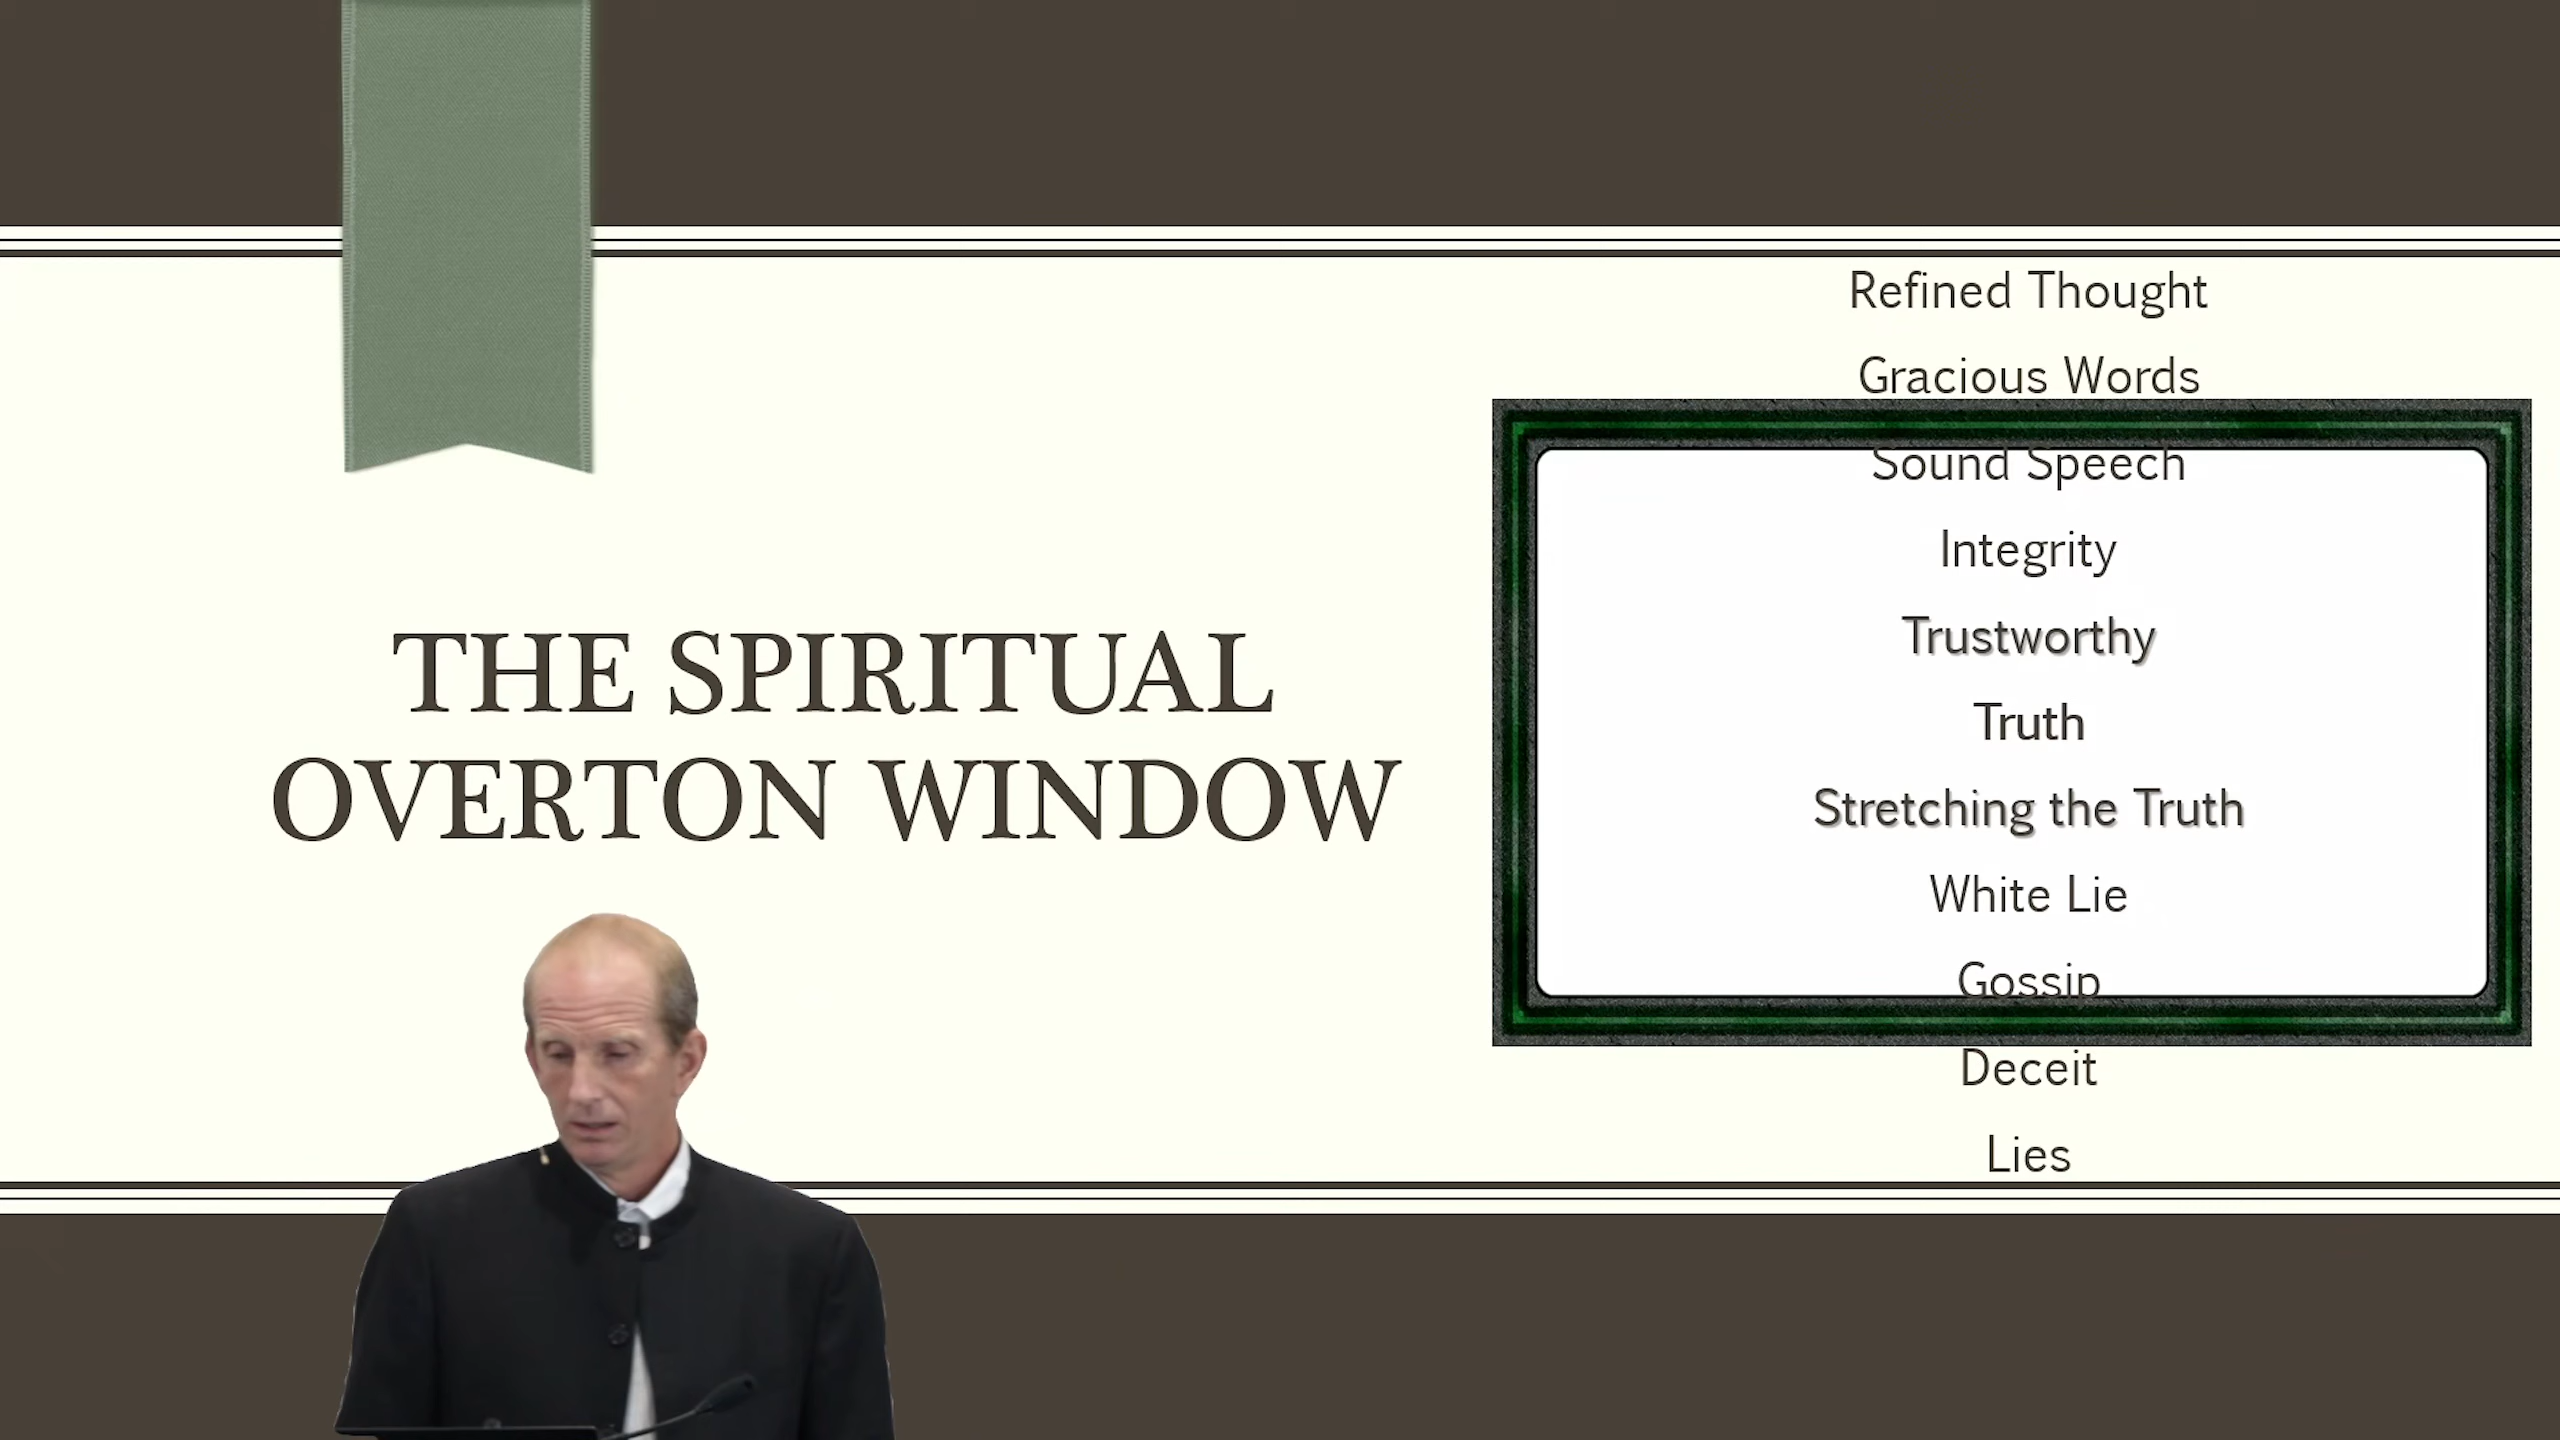 THE SPIRITUAL
OVERTON WINDOW
Refined Thought
Gracious Words
Sound Speech
Integrity
Trustworthy
Truth
Stretching the Truth
White Lie
Gossip
Deceit
Lies